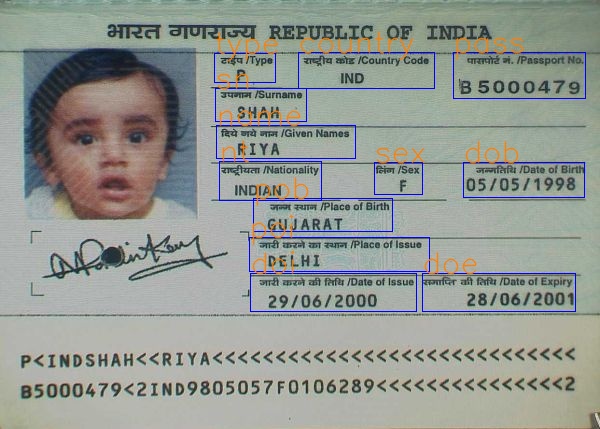 भारत गणराज्य REPUBLIC OF INDIA
type country pass
टाईप /Type राष्ट्रीय कोड /Country Code पासपोर्ट नं. /Passport No.
P IND B5000479
sn
उपनाम /Surname
SHAH
name
दिये गये नाम /Given Names
RIYA
nt sex dob
राष्ट्रीयता /Nationality लिंग /Sex जन्मतिथि /Date of Birth
INDIAN F 05/05/1998
pob
जन्म स्थान /Place of Birth
GUJARAT
poi
जारी करने का स्थान /Place of Issue
DELHI
doi doe
जारी करने की तिथि /Date of Issue समाप्ति की तिथि /Date of Expiry
29/06/2000 28/06/2001
P<INDSHAH<<RIYA<<<<<<<<<<<<<<<<<<<<<<<<<<<<<
B5000479<2IND9805057F0106289<<<<<<<<<<<<<<<2